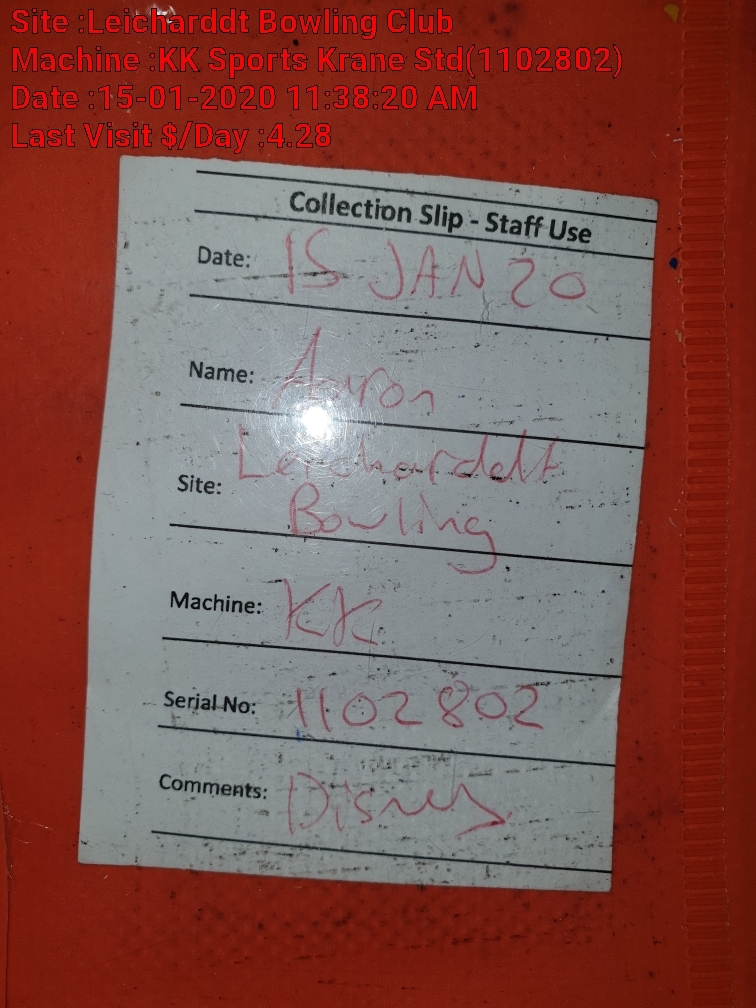 Site :Leicharddt Bowling Club
Machine :KK Sports Krane Std(1102802)
Date :15-01-2020 11:38:20 AM
Last Visit $/Day :4.28
Collection Slip - Staff Use
Date: 15 JAN 20
Name: Aaron
Site: Leicharddt
Bowling
Machine: KK
Serial No: 1102802
Comments: Disney